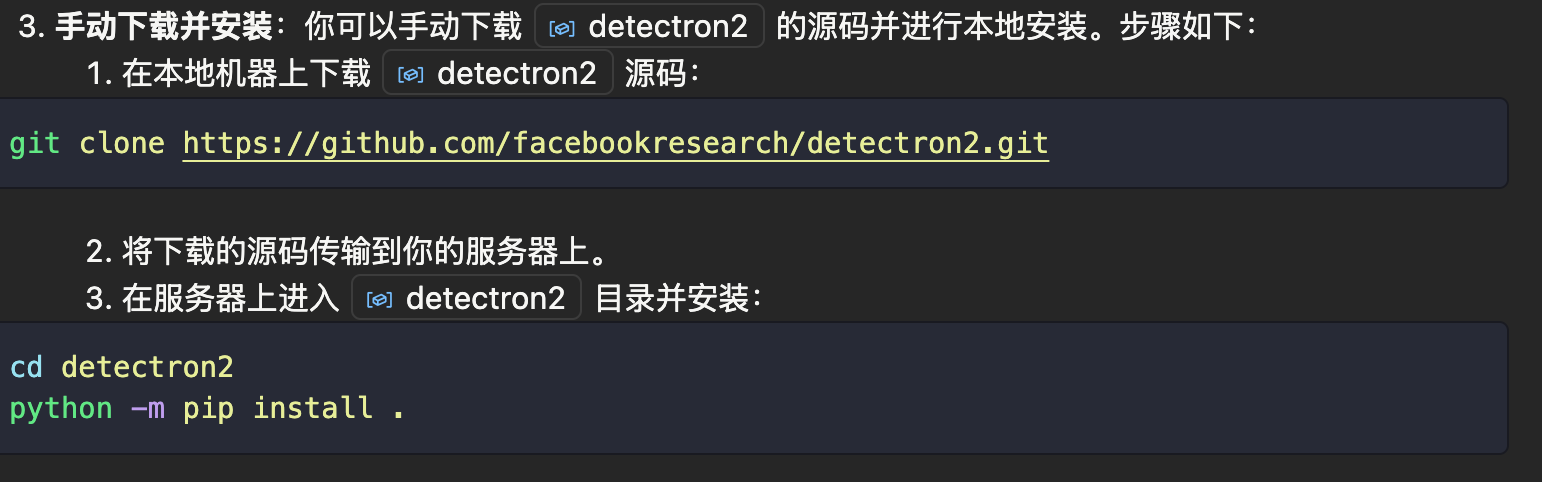 3. 手动下载并安装：你可以手动下载 detectron2 的源码并进行本地安装。步骤如下：
1. 在本地机器上下载 detectron2 源码：
git clone https://github.com/facebookresearch/detectron2.git
2. 将下载的源码传输到你的服务器上。
3. 在服务器上进入 detectron2 目录并安装：
cd detectron2
python -m pip install .